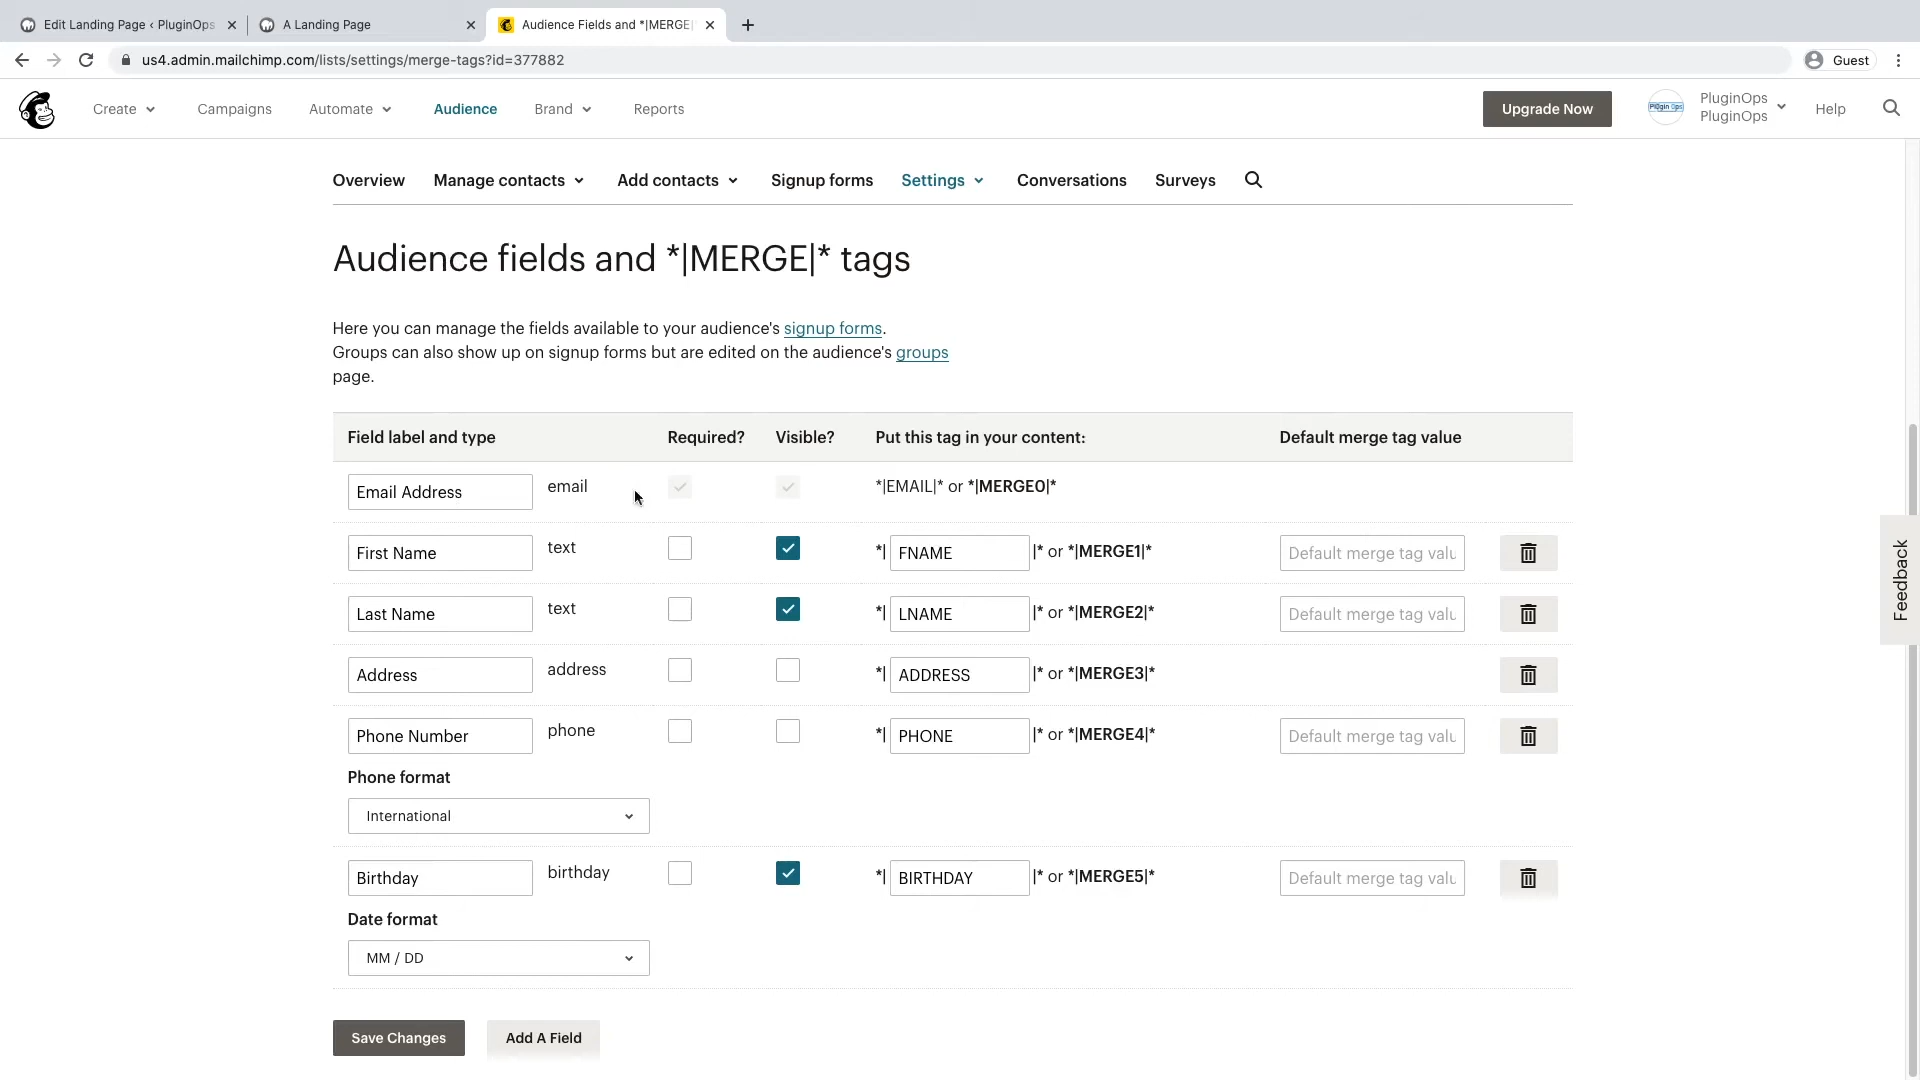 Edit Landing Page ‹ PluginOps
A Landing Page
Audience Fields and *|MERGE|
us4.admin.mailchimp.com/lists/settings/merge-tags?id=377882
Guest
Create
Campaigns
Automate
Audience
Brand
Reports
Upgrade Now
Plugin Ops
PluginOps
PluginOps
Help
Overview
Manage contacts
Add contacts
Signup forms
Settings
Conversations
Surveys
Audience fields and *|MERGE|* tags
Here you can manage the fields available to your audience's signup forms.
Groups can also show up on signup forms but are edited on the audience's groups
page.
Field label and type Required? Visible? Put this tag in your content: Default merge tag value
Email Address email *|EMAIL|* or *|MERGE0|*
First Name text *| FNAME |* or *|MERGE1|* Default merge tag valu
Last Name text *| LNAME |* or *|MERGE2|* Default merge tag valu
Address address *| ADDRESS |* or *|MERGE3|*
Phone Number phone *| PHONE |* or *|MERGE4|* Default merge tag valu
Phone format
International
Birthday birthday *| BIRTHDAY |* or *|MERGE5|* Default merge tag valu
Date format
MM / DD
Save Changes
Add A Field
Feedback